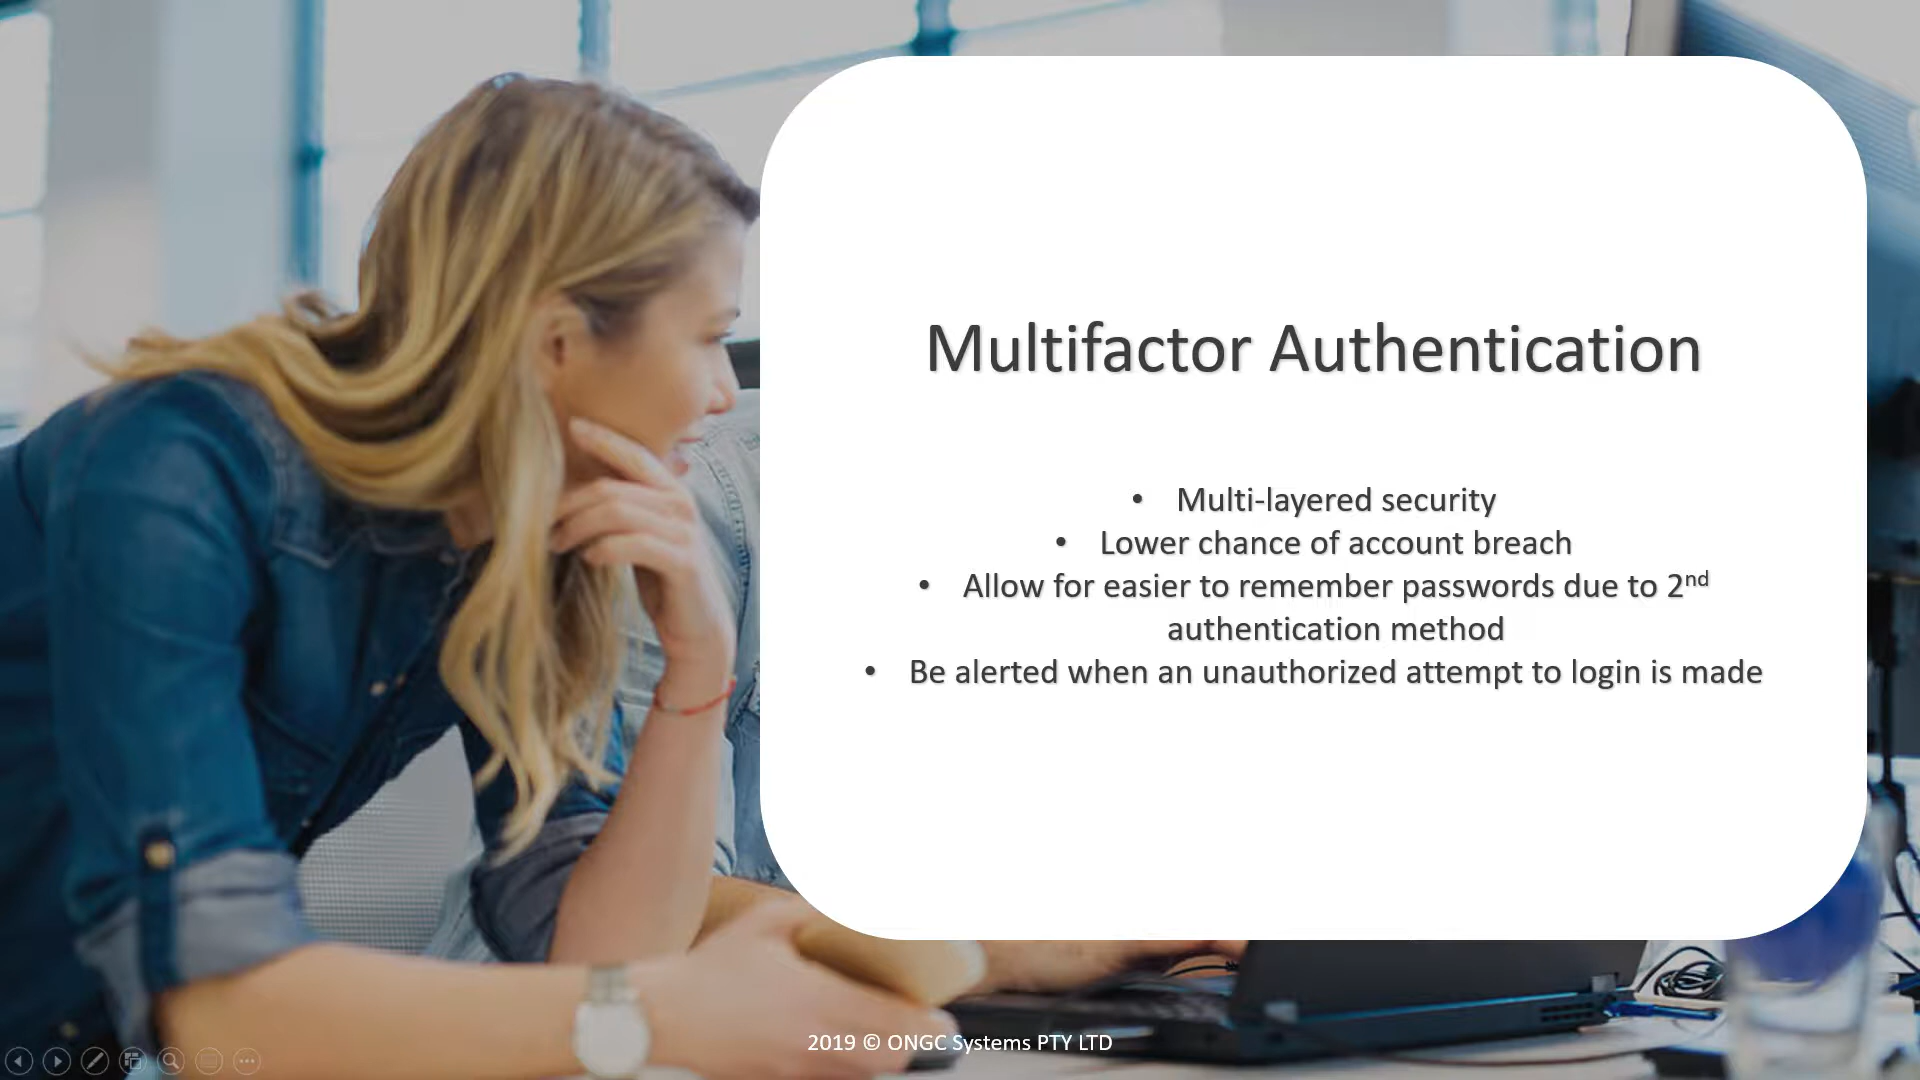 Multifactor Authentication
• Multi-layered security
• Lower chance of account breach
• Allow for easier to remember passwords due to 2nd
authentication method
• Be alerted when an unauthorized attempt to login is made
2019 © ONGC Systems PTY LTD